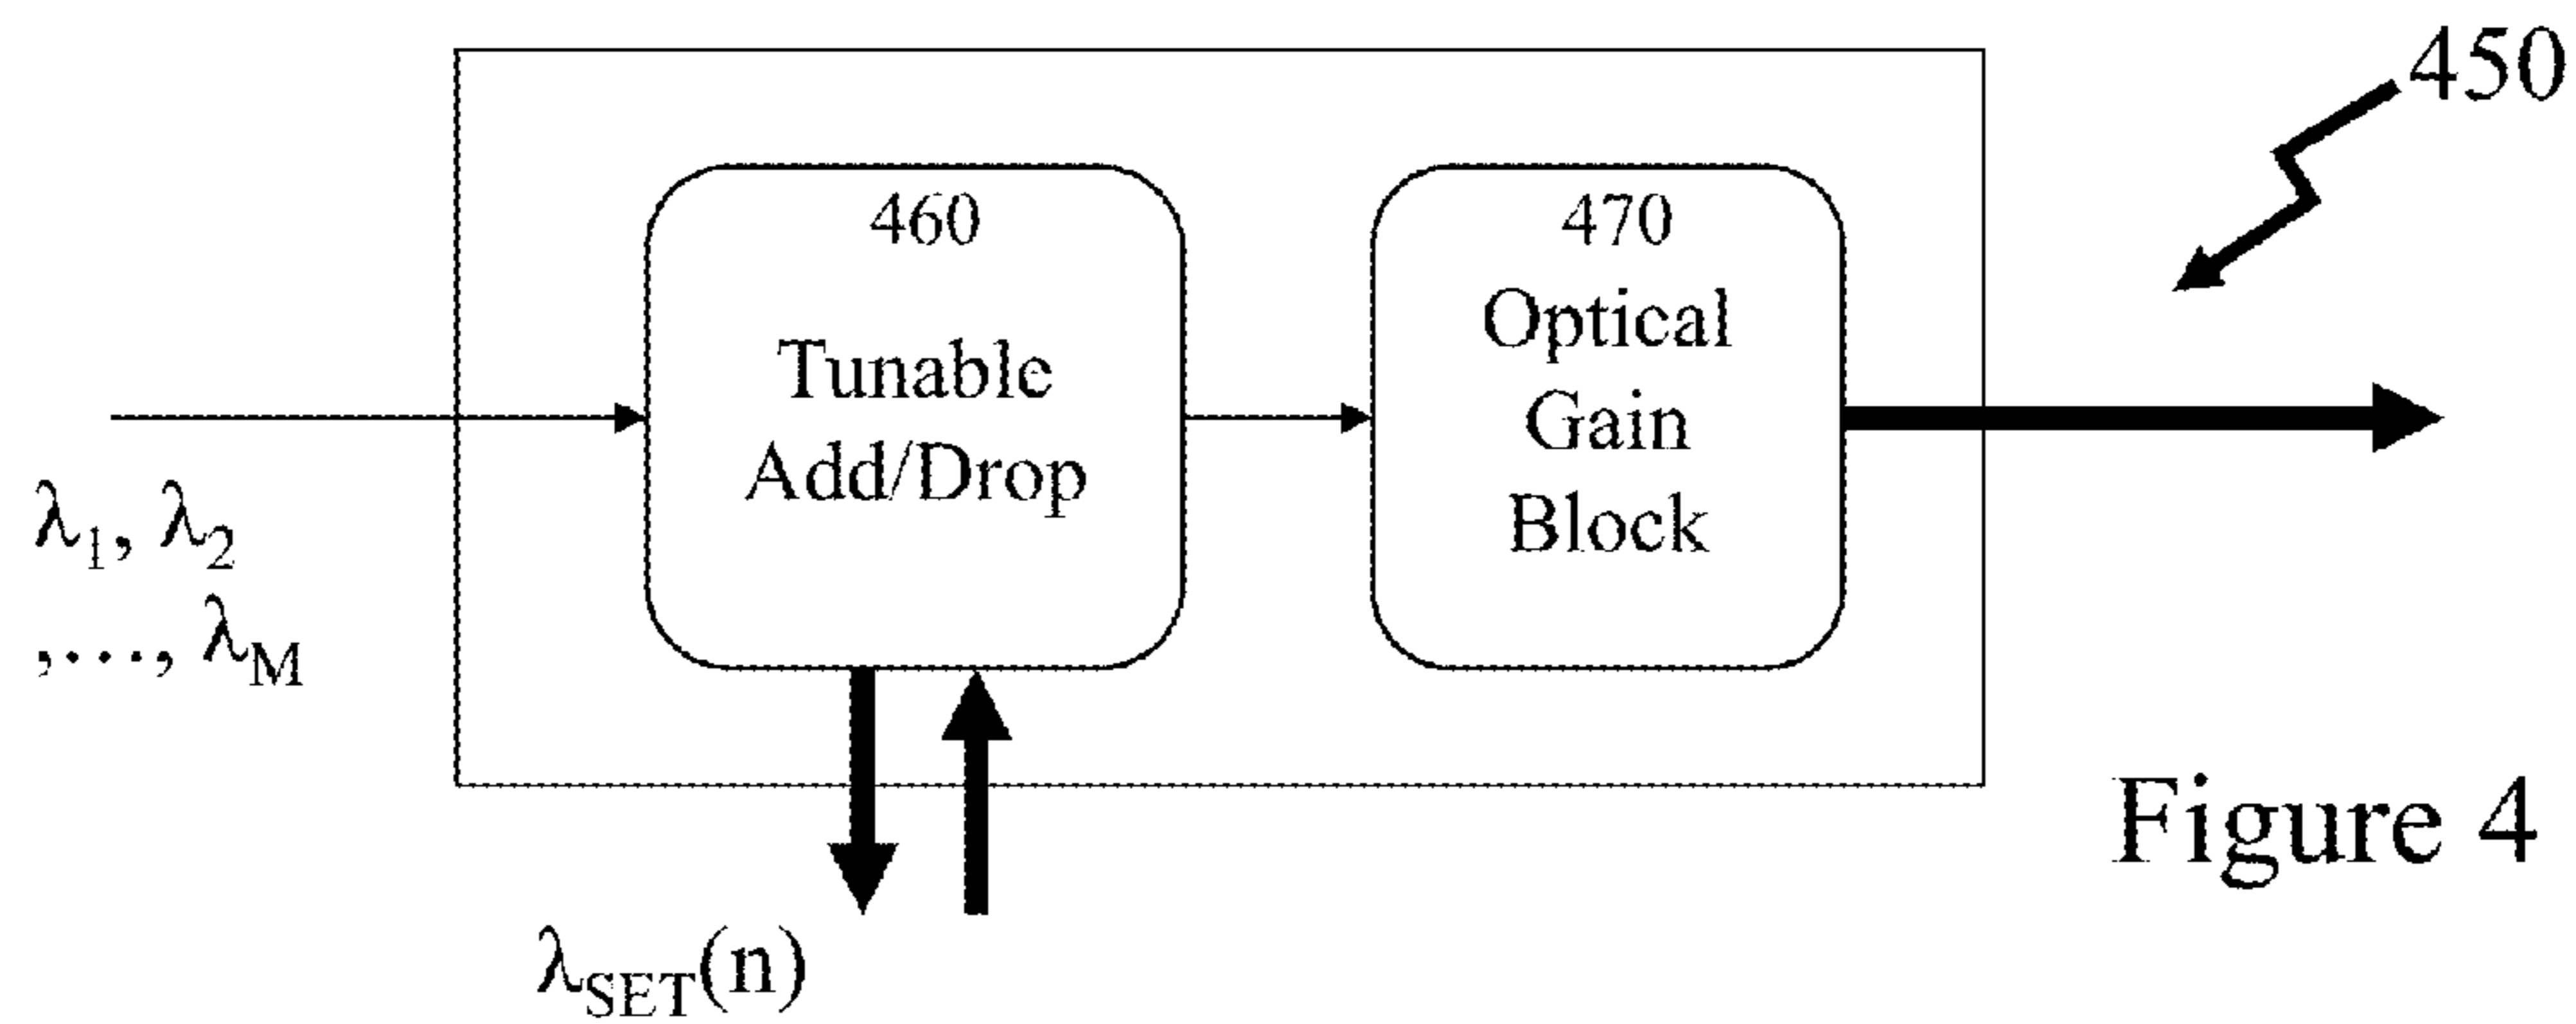 450
460
Tunable
Add/Drop
470
Optical
Gain
Block
λ1, λ2
,..., λM
λSET(n)
Figure 4